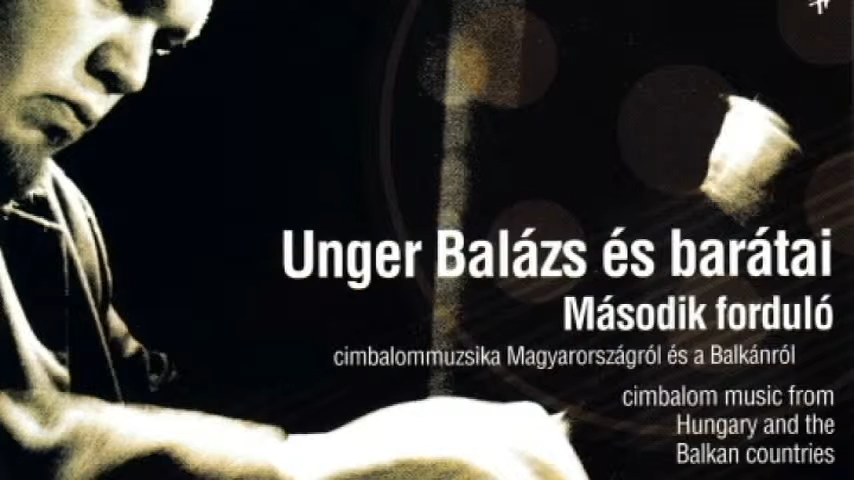 Unger Balázs és barátai
Második forduló
cimbalommuzsika Magyarországról és a Balkánról
cimbalom music from
Hungary and the
Balkan countries